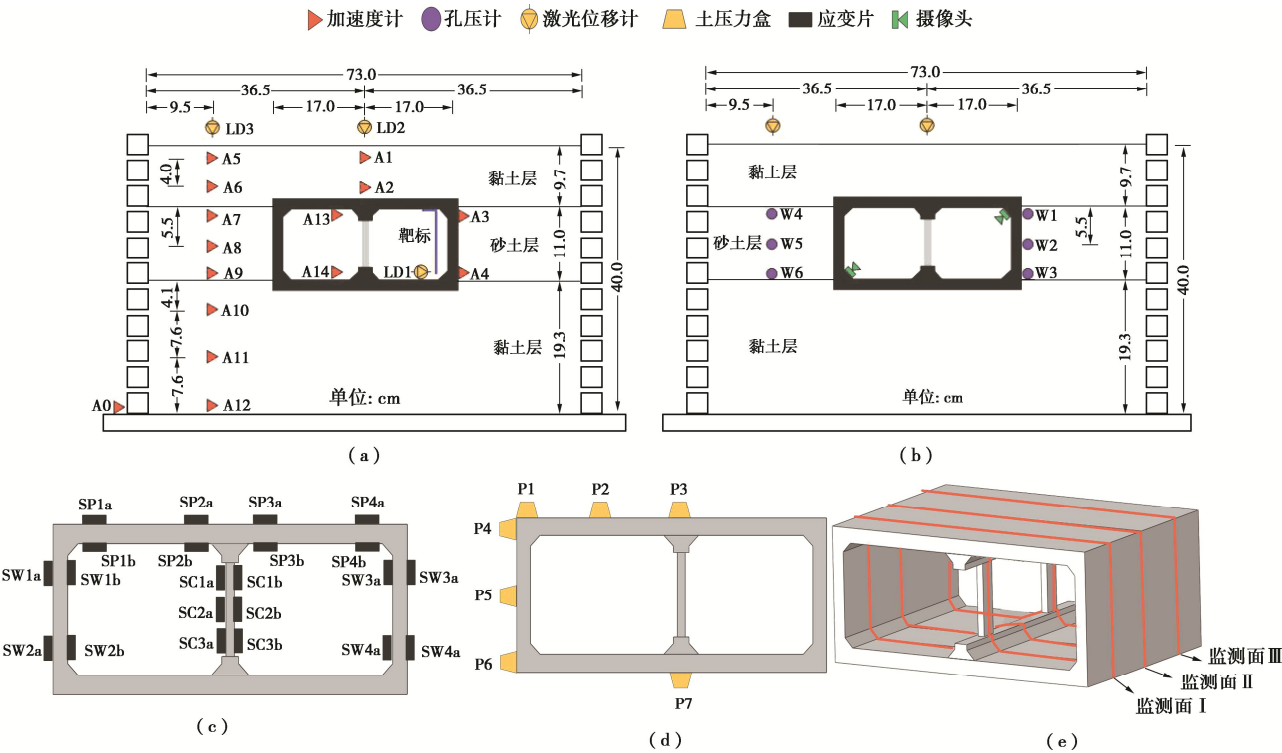 加速度计 孔压计 激光位移计 土压力盒 应变片 摄像头
73.0
36.5 36.5
9.5 17.0 17.0
LD3 LD2
A5 A1
4.0 黏土层 9.7
A6 A2
A7 A13 A3
5.5 靶标 砂土层 11.0
A8
A9 A14 LD1 A4
40.0
4.1
A10
7.6
A11 黏土层 19.3
7.6
单位: cm
A0 A12
(a)
73.0
36.5 36.5
9.5 17.0 17.0
黏土层 9.7
W4 W1
砂土层 W5 W2 5.5 11.0
W6 W3
40.0
黏土层 19.3
单位: cm
(b)
SP1a SP2a SP3a SP4a
SP1b SP2b SP3b SP4b
SW1a SW1b SC1a SC1b SW3a SW3a
SC2a SC2b
SW2a SW2b SC3a SC3b SW4a SW4a
(c)
P1 P2 P3
P4
P5
P6
P7
(d)
监测面Ⅲ
监测面Ⅱ
监测面Ⅰ
(e)